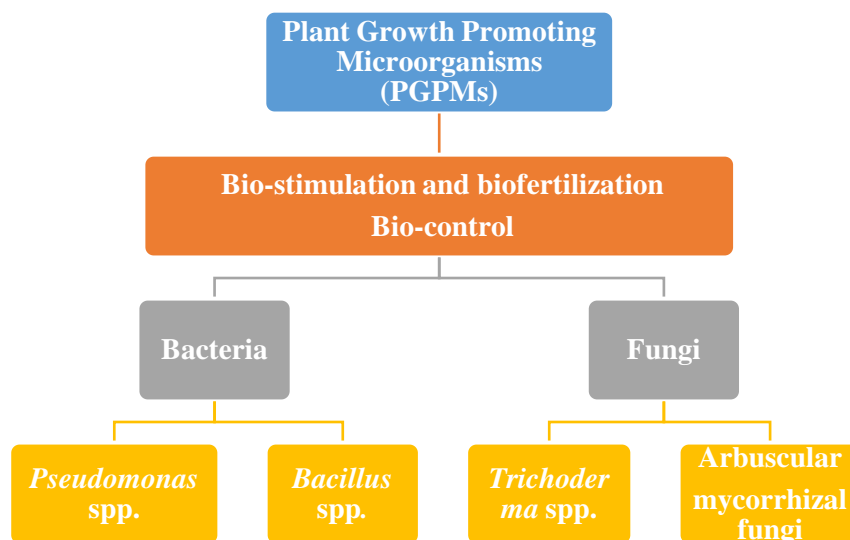 Plant Growth Promoting
Microorganisms
(PGPMs)
Bio-stimulation and biofertilization
Bio-control
Bacteria
Fungi
Pseudomonas
spp.
Bacillus
spp.
Trichoder
ma spp.
Arbuscular
mycorrhizal
fungi